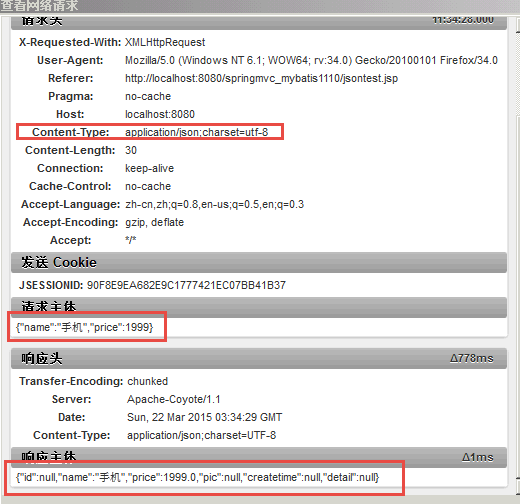 查看网络请求
请求头 11:34:28.000
X-Requested-With: XMLHttpRequest
User-Agent: Mozilla/5.0 (Windows NT 6.1; WOW64; rv:34.0) Gecko/20100101 Firefox/34.0
Referer: http://localhost:8080/springmvc_mybatis1110/jsontest.jsp
Pragma: no-cache
Host: localhost:8080
Content-Type: application/json;charset=utf-8
Content-Length: 30
Connection: keep-alive
Cache-Control: no-cache
Accept-Language: zh-cn,zh;q=0.8,en-us;q=0.5,en;q=0.3
Accept-Encoding: gzip, deflate
Accept: */*
发送 Cookie
JSESSIONID: 90F8E9EA682E9C1777421EC07BB41B37
请求主体
{"name":"手机","price":1999}
响应头 Δ778ms
Transfer-Encoding: chunked
Server: Apache-Coyote/1.1
Date: Sun, 22 Mar 2015 03:34:29 GMT
Content-Type: application/json;charset=UTF-8
响应主体 Δ1ms
{"id":null,"name":"手机","price":1999.0,"pic":null,"createtime":null,"detail":null}